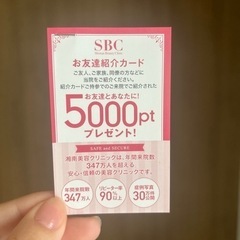 SBC
お友達紹介カード
ご友人、ご家族、同僚の方などに
当院をご紹介ください。
紹介カードご持参でのご来院でご紹介された
お友達とあなたに!
5000pt
プレゼント!
SAFE and SECURE
湘南美容クリニックは、年間来院数
347万人を超える
安心・信頼の美容クリニックです。
年間来院数 リピーター率 症例写真
347万人 90%以上 30万枚